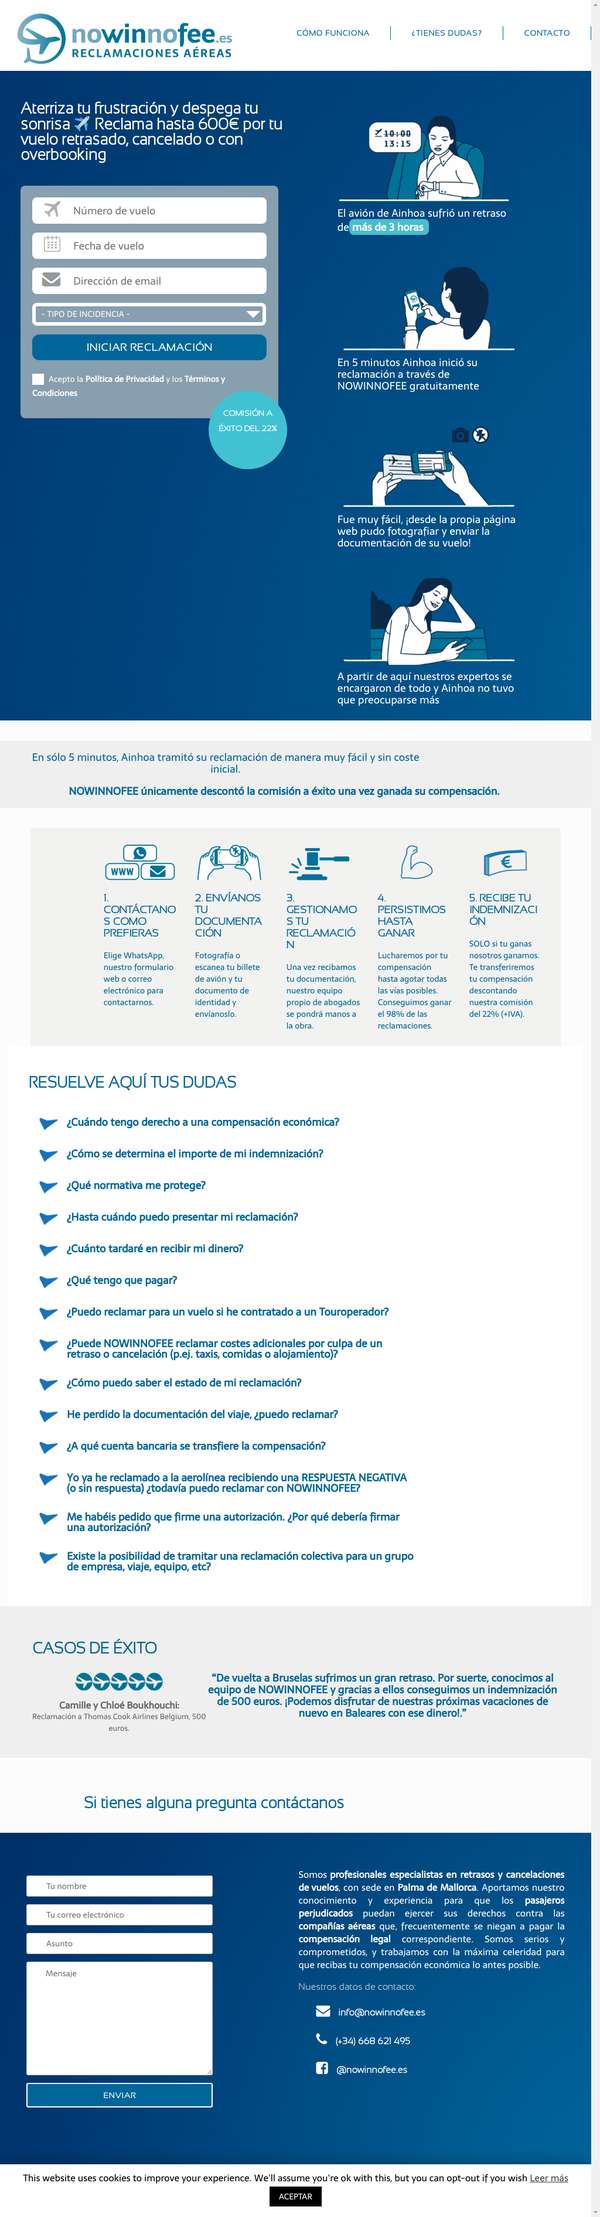 nowinnofee.es
RECLAMACIONES AÉREAS
CÓMO FUNCIONA
¿TIENES DUDAS?
CONTACTO
Aterriza tu frustración y despega tu
sonrisa ✈ Reclama hasta 600€ por tu
vuelo retrasado, cancelado o con
overbooking
Número de vuelo
Fecha de vuelo
Dirección de email
- TIPO DE INCIDENCIA -
INICIAR RECLAMACIÓN
Acepto la Política de Privacidad y los Términos y
Condiciones
COMISIÓN A
ÉXITO DEL 22%
10:00
13:15
El avión de Ainhoa sufrió un retraso
de más de 3 horas
En 5 minutos Ainhoa inició su
reclamación a través de
NOWINNOFEE gratuitamente
Fue muy fácil, ¡desde la propia página
web pudo fotografiar y enviar la
documentación de su vuelo!
A partir de aquí nuestros expertos se
encargaron de todo y Ainhoa no tuvo
que preocuparse más
En sólo 5 minutos, Ainhoa tramitó su reclamación de manera muy fácil y sin coste
inicial.
NOWINNOFEE únicamente descontó la comisión a éxito una vez ganada su compensación.
WWW
1.
CONTÁCTANO
S COMO
PREFIERAS
Elige WhatsApp,
nuestro formulario
web o correo
electrónico para
contactarnos.
2. ENVÍANOS
TU
DOCUMENTA
CIÓN
Fotografía o
escanea tu billete
de avión y tu
documento de
identidad y
envíanoslo.
3.
GESTIONAMO
S TU
RECLAMACIÓ
N
Una vez recibamos
tu documentación,
nuestro equipo
propio de abogados
se pondrá manos a
la obra.
4.
PERSISTIMOS
HASTA
GANAR
Lucharemos por tu
compensación
hasta agotar todas
las vías posibles.
Conseguimos ganar
el 98% de las
reclamaciones.
€
5. RECIBE TU
INDEMNIZACI
ÓN
SOLO si tu ganas
nosotros ganamos.
Te transferiremos
tu compensación
descontando
nuestra comisión
del 22% (+IVA).
RESUELVE AQUÍ TUS DUDAS
¿Cuándo tengo derecho a una compensación económica?
¿Cómo se determina el importe de mi indemnización?
¿Qué normativa me protege?
¿Hasta cuándo puedo presentar mi reclamación?
¿Cuánto tardaré en recibir mi dinero?
¿Qué tengo que pagar?
¿Puedo reclamar para un vuelo si he contratado a un Touroperador?
¿Puede NOWINNOFEE reclamar costes adicionales por culpa de un
retraso o cancelación (p.ej. taxis, comidas o alojamiento)?
¿Cómo puedo saber el estado de mi reclamación?
He perdido la documentación del viaje, ¿puedo reclamar?
¿A qué cuenta bancaria se transfiere la compensación?
Yo ya he reclamado a la aerolínea recibiendo una RESPUESTA NEGATIVA
(o sin respuesta) ¿todavía puedo reclamar con NOWINNOFEE?
Me habéis pedido que firme una autorización. ¿Por qué debería firmar
una autorización?
Existe la posibilidad de tramitar una reclamación colectiva para un grupo
de empresa, viaje, equipo, etc?
CASOS DE ÉXITO
Camille y Chloé Boukhouchi:
Reclamación a Thomas Cook Airlines Belgium, 500
euros.
“De vuelta a Bruselas sufrimos un gran retraso. Por suerte, conocimos al
equipo de NOWINNOFEE y gracias a ellos conseguimos un indemnización
de 500 euros. ¡Podemos disfrutar de nuestras próximas vacaciones de
nuevo en Baleares con ese dinero!.”
Si tienes alguna pregunta contáctanos
Tu nombre
Tu correo electrónico
Asunto
Mensaje
ENVIAR
Somos profesionales especialistas en retrasos y cancelaciones
de vuelos, con sede en Palma de Mallorca. Aportamos nuestro
conocimiento y experiencia para que los pasajeros
perjudicados puedan ejercer sus derechos contra las
compañías aéreas que, frecuentemente se niegan a pagar la
compensación legal correspondiente. Somos serios y
comprometidos, y trabajamos con la máxima celeridad para
que recibas tu compensación económica lo antes posible.
Nuestros datos de contacto:
info@nowinnofee.es
(+34) 668 621 495
@nowinnofee.es
This website uses cookies to improve your experience. We'll assume you're ok with this, but you can opt-out if you wish Leer más
ACEPTAR